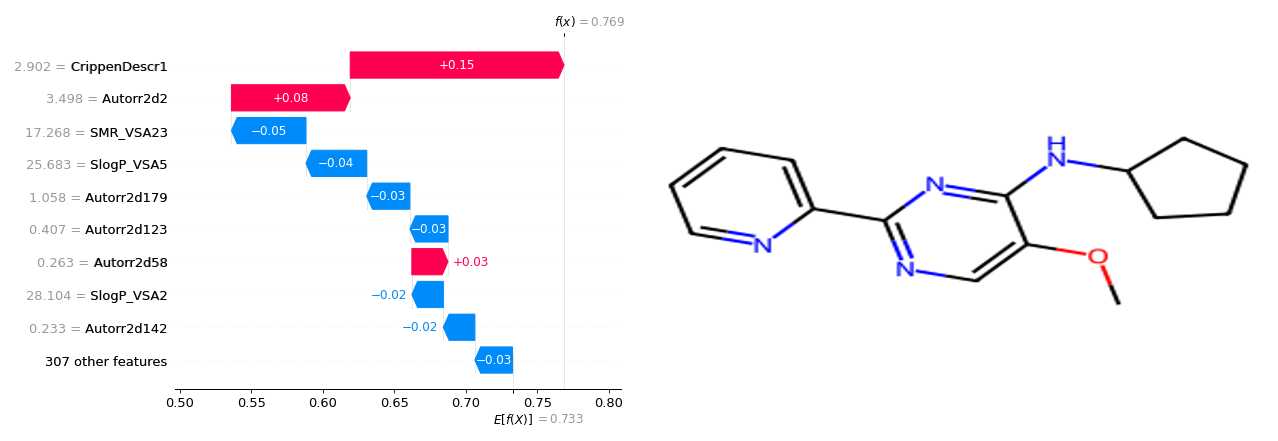 f(x) = 0.769
2.902 = CrippenDescr1
+0.15
3.498 = Autorr2d2
+0.08
17.268 = SMR_VSA23
−0.05
25.683 = SlogP_VSA5
−0.04
1.058 = Autorr2d179
−0.03
0.407 = Autorr2d123
−0.03
0.263 = Autorr2d58
+0.03
28.104 = SlogP_VSA2
−0.02
0.233 = Autorr2d142
−0.02
307 other features
−0.03
0.50 0.55 0.60 0.65 0.70 0.75 0.80
E[f(X)] = 0.733
H
N
N
N
N
O